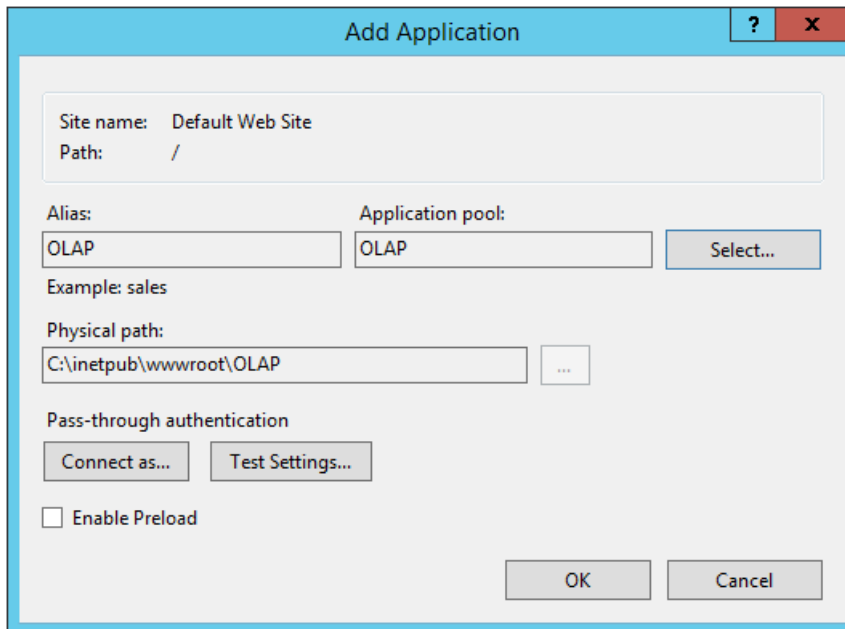 Add Application
?
x
Site name: Default Web Site
Path: /
Alias: Application pool:
OLAP OLAP Select...
Example: sales
Physical path:
C:\inetpub\wwwroot\OLAP ...
Pass-through authentication
Connect as... Test Settings...
Enable Preload
OK Cancel